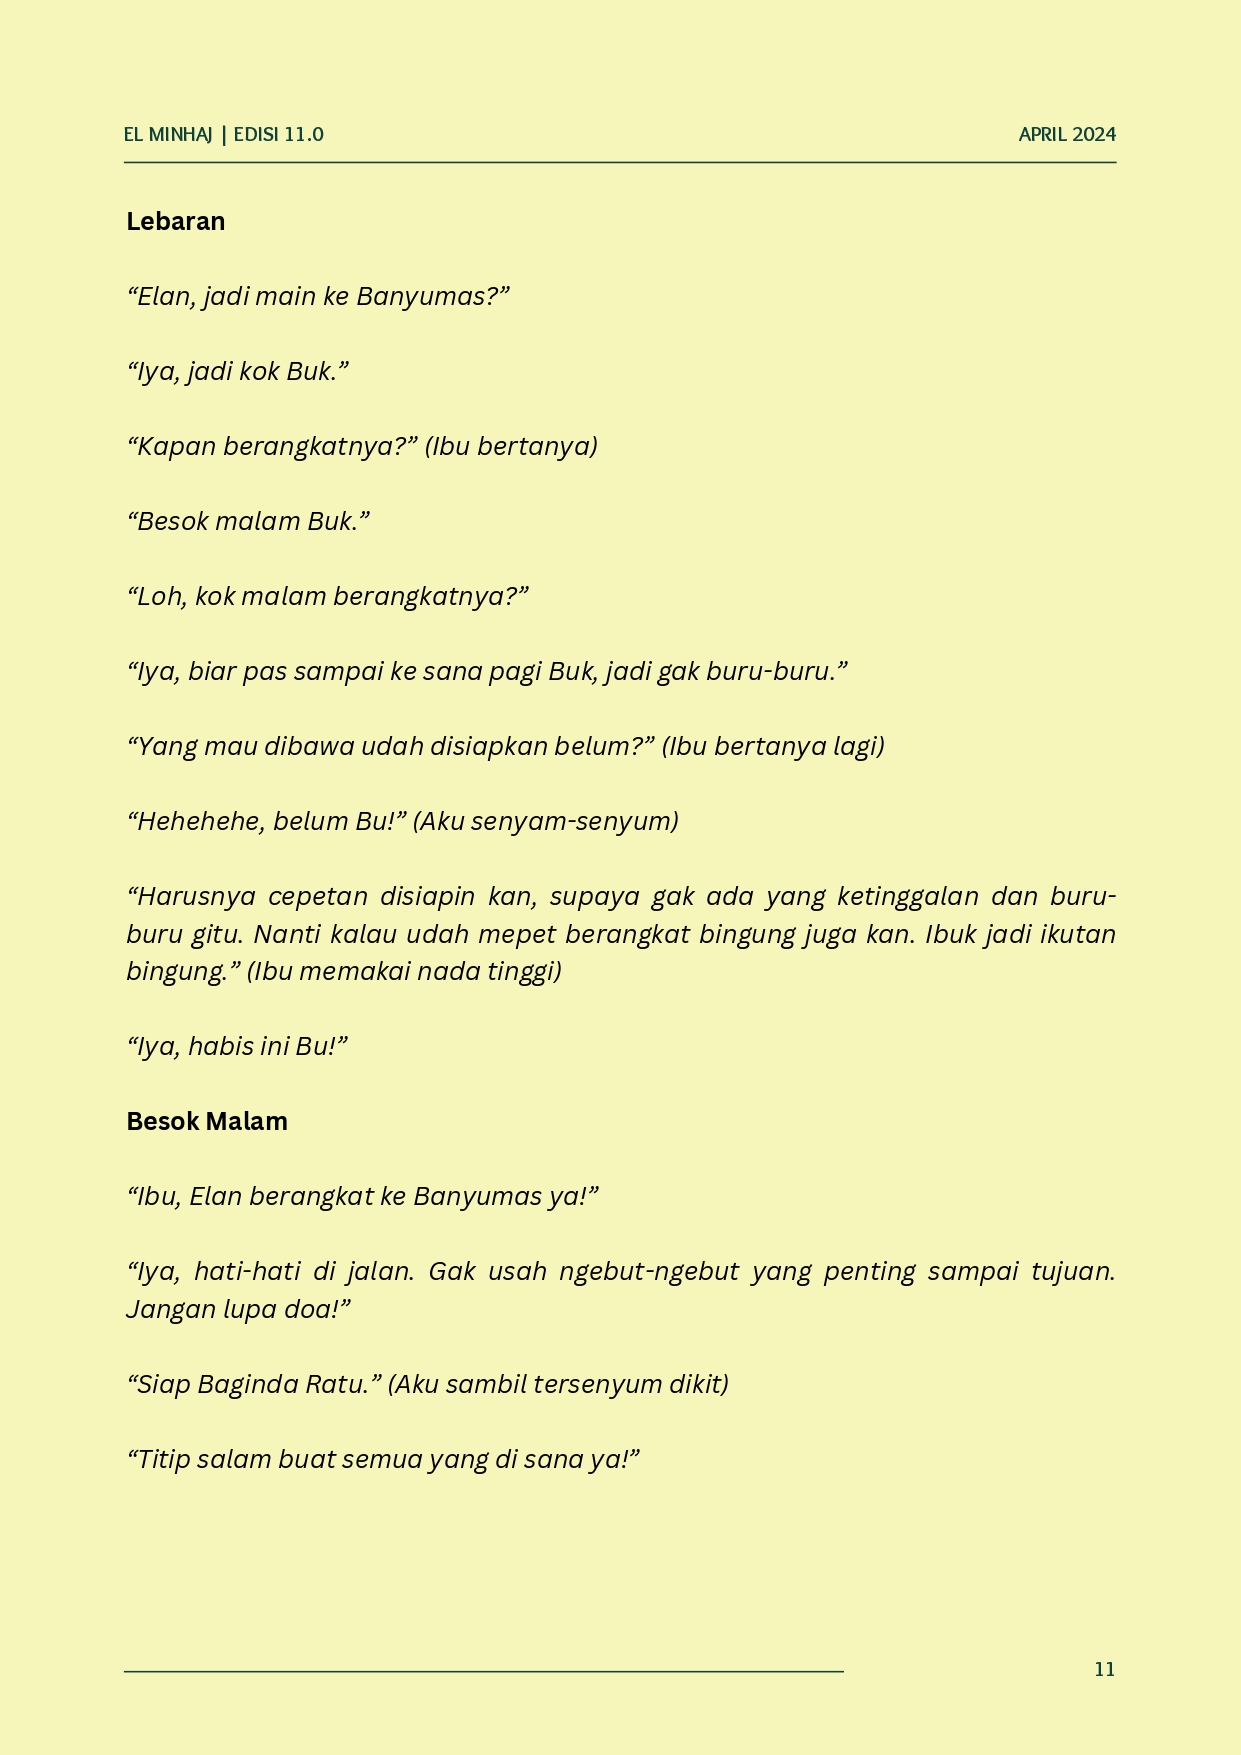 EL MINHAJ | EDISI 11.0
APRIL 2024
Lebaran
“Elan, jadi main ke Banyumas?”
“Iya, jadi kok Buk.”
“Kapan berangkatnya?” (Ibu bertanya)
“Besok malam Buk.”
“Loh, kok malam berangkatnya?”
“Iya, biar pas sampai ke sana pagi Buk, jadi gak buru-buru.”
“Yang mau dibawa udah disiapkan belum?” (Ibu bertanya lagi)
“Hehehehe, belum Bu!” (Aku senyam-senyum)
“Harusnya cepetan disiapin kan, supaya gak ada yang ketinggalan dan buru-
buru gitu. Nanti kalau udah mepet berangkat bingung juga kan. Ibuk jadi ikutan
bingung.” (Ibu memakai nada tinggi)
“Iya, habis ini Bu!”
Besok Malam
“Ibu, Elan berangkat ke Banyumas ya!”
“Iya, hati-hati di jalan. Gak usah ngebut-ngebut yang penting sampai tujuan.
Jangan lupa doa!”
“Siap Baginda Ratu.” (Aku sambil tersenyum dikit)
“Titip salam buat semua yang di sana ya!”
11